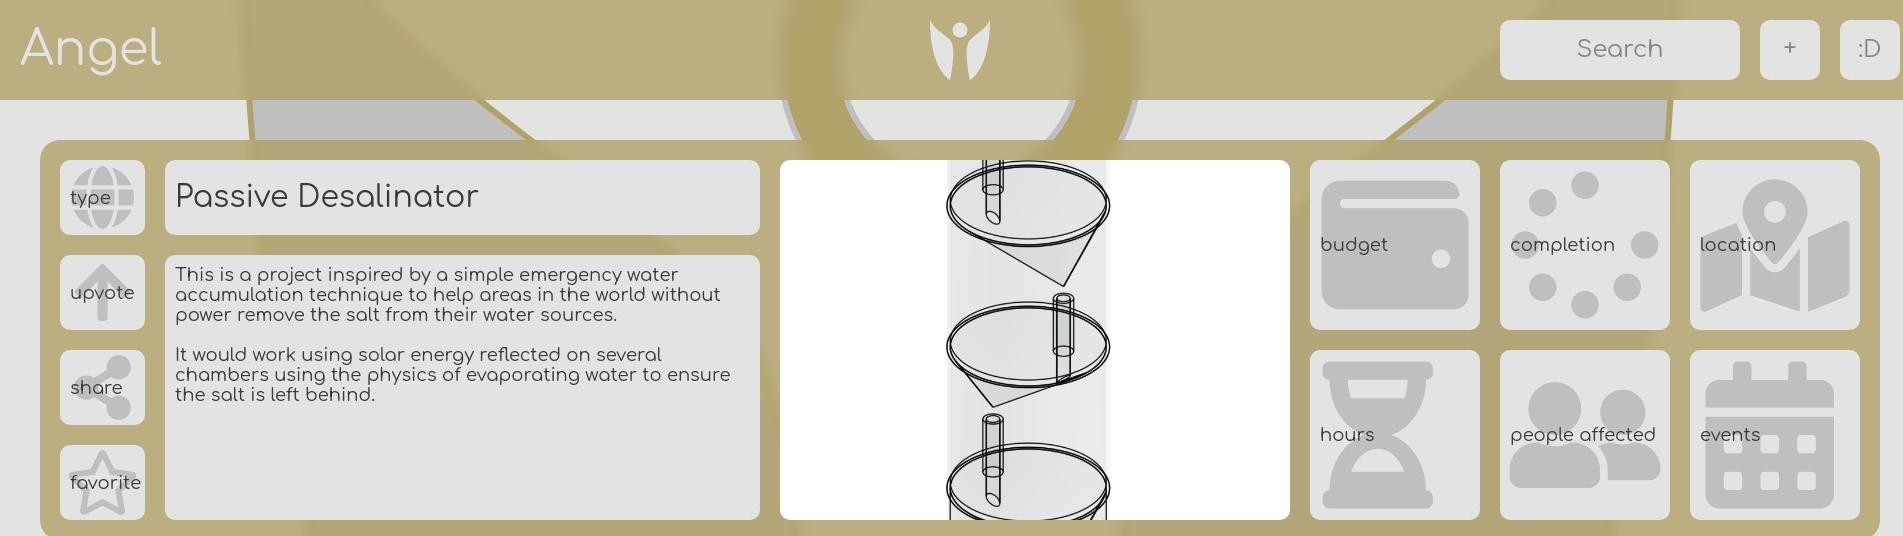 Angel
Search
+
:D
type
Passive Desalinator
budget
completion
location
upvote
This is a project inspired by a simple emergency water
accumulation technique to help areas in the world without
power remove the salt from their water sources.
It would work using solar energy reflected on several
chambers using the physics of evaporating water to ensure
the salt is left behind.
share
favorite
hours
people affected
events